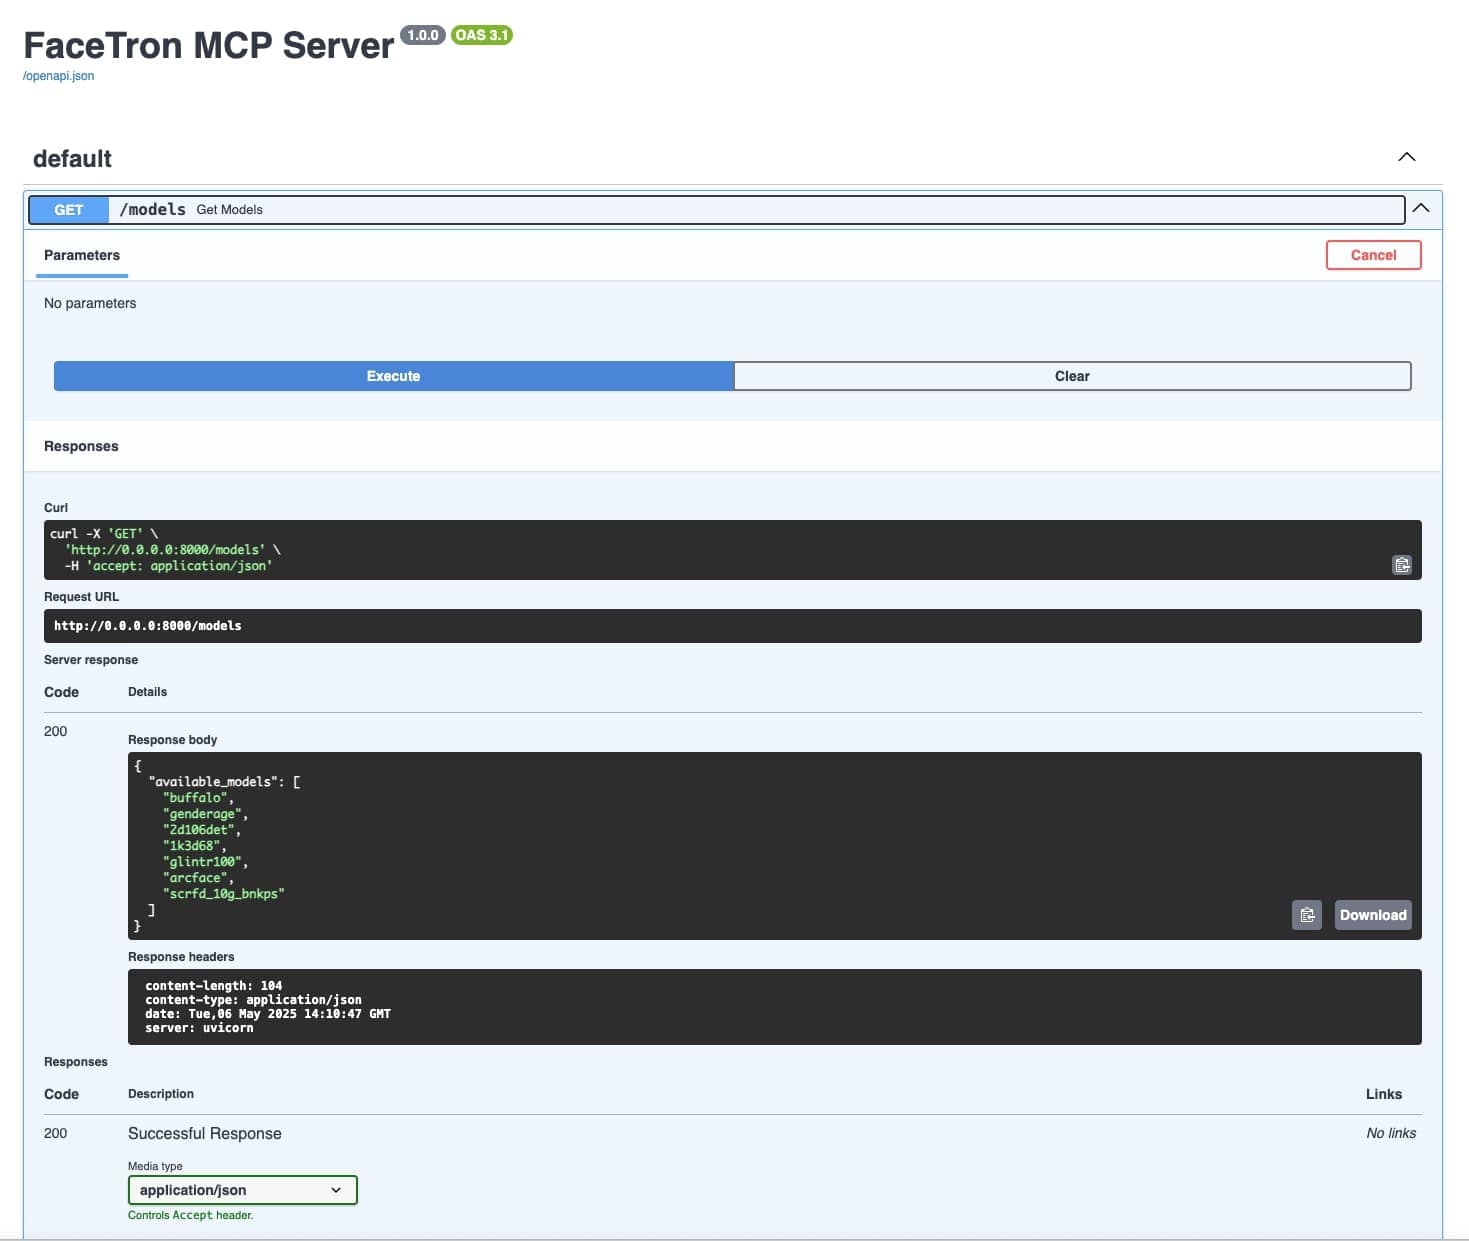 FaceTron MCP Server 1.0.0 OAS 3.1
/openapi.json
default
GET /models Get Models
Parameters
Cancel
No parameters
Execute
Clear
Responses
Curl
curl -X 'GET' \
  'http://0.0.0.0:8000/models' \
  -H 'accept: application/json'
Request URL
http://0.0.0.0:8000/models
Server response
Code Details
200
Response body
{
  "available_models": [
    "buffalo",
    "genderage",
    "2d106det",
    "1k3d68",
    "glintr100",
    "arcface",
    "scrfd_10g_bnkps"
  ]
}
Download
Response headers
content-length: 104
content-type: application/json
date: Tue,06 May 2025 14:10:47 GMT
server: uvicorn
Responses
Code Description Links
200 Successful Response No links
Media type
application/json
Controls Accept header.